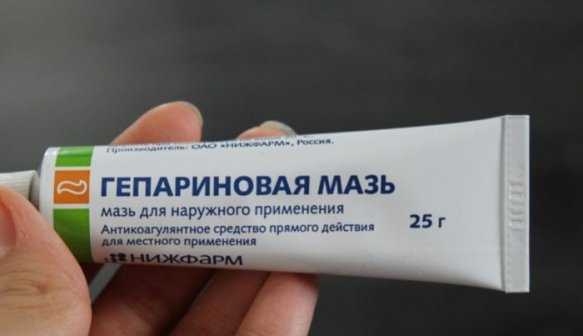 Производитель: ОАО «НИЖФАРМ», Россия.
ГЕПАРИНОВАЯ МАЗЬ
мазь для наружного применения
25 г
Антикоагулянтное средство прямого действия
для местного применения
НИЖФАРМ